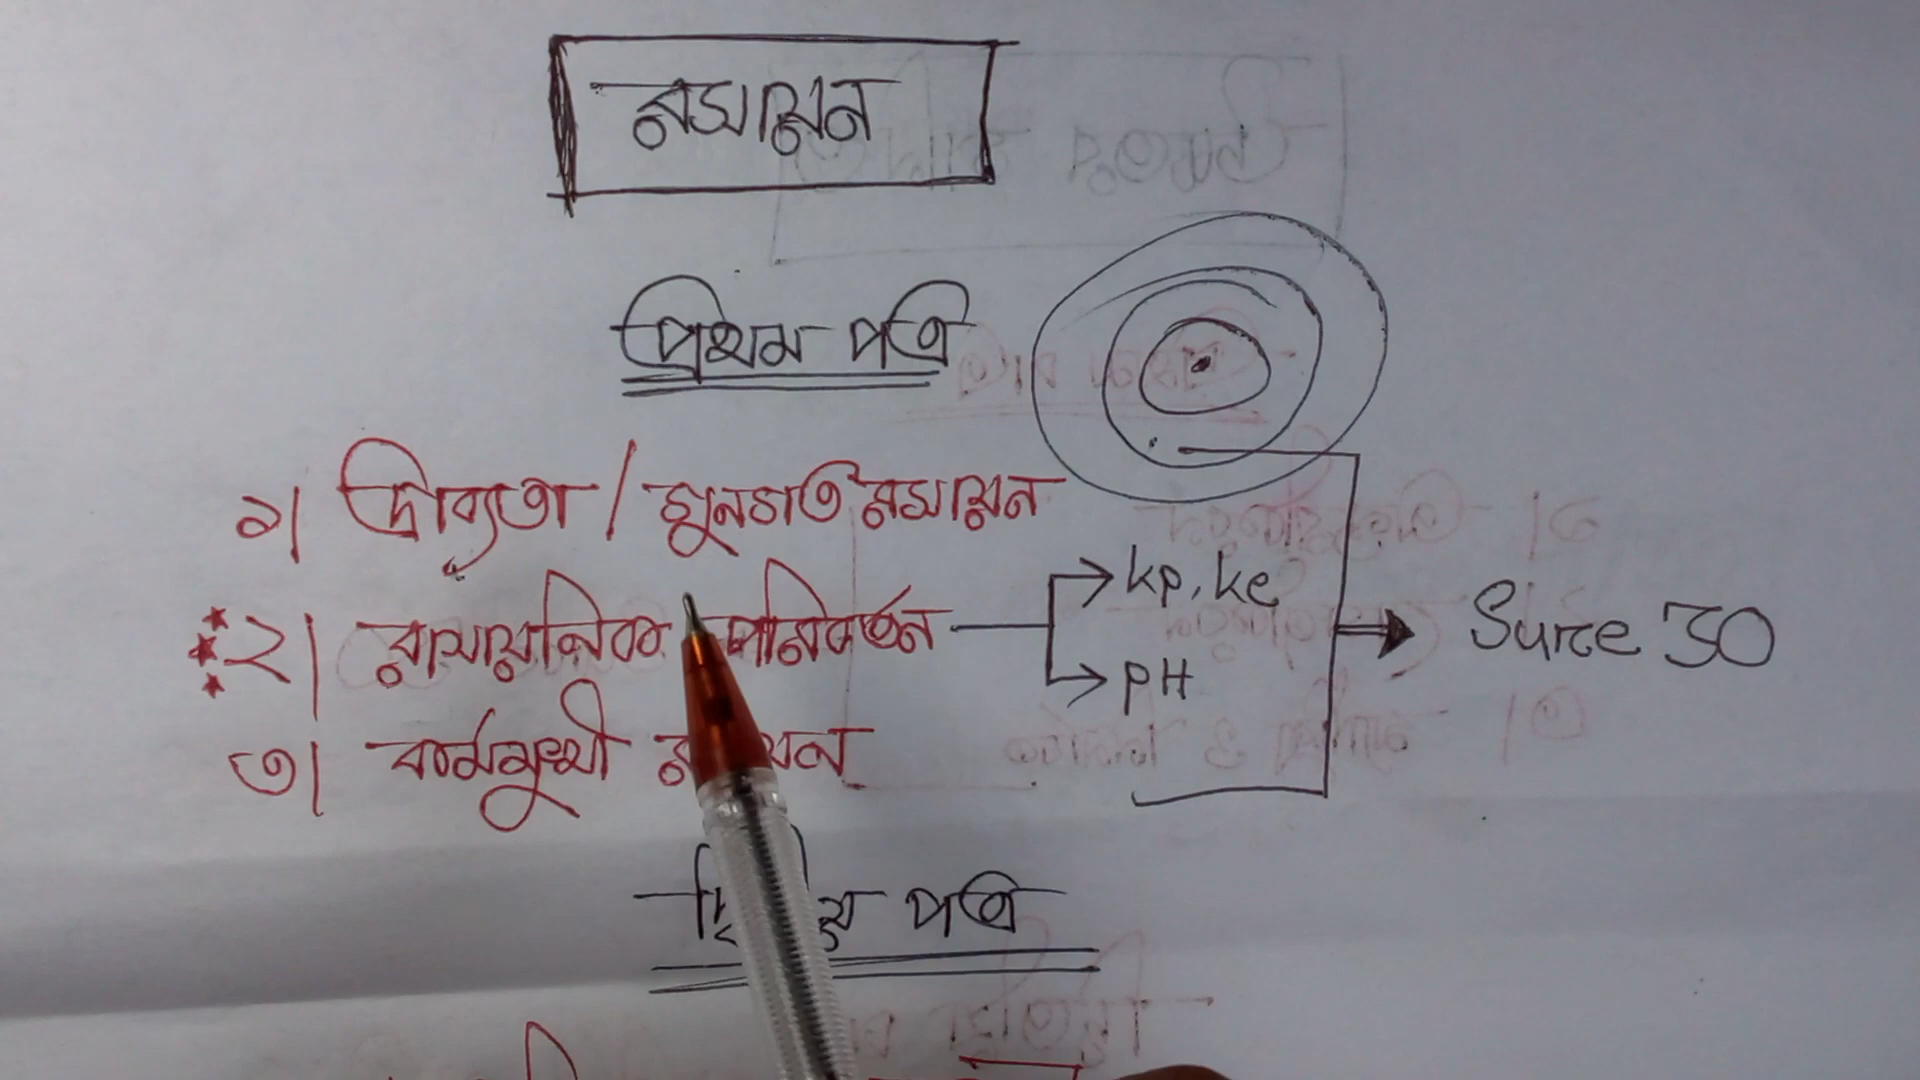 রসায়ন
প্রথম পত্র
১। দ্রাব্যতা / গুনগত রসায়ন
২। রাসায়নিক পরিবর্তন
kp, kc
pH
Sure 30
৩। কর্মমুখী
পত্র